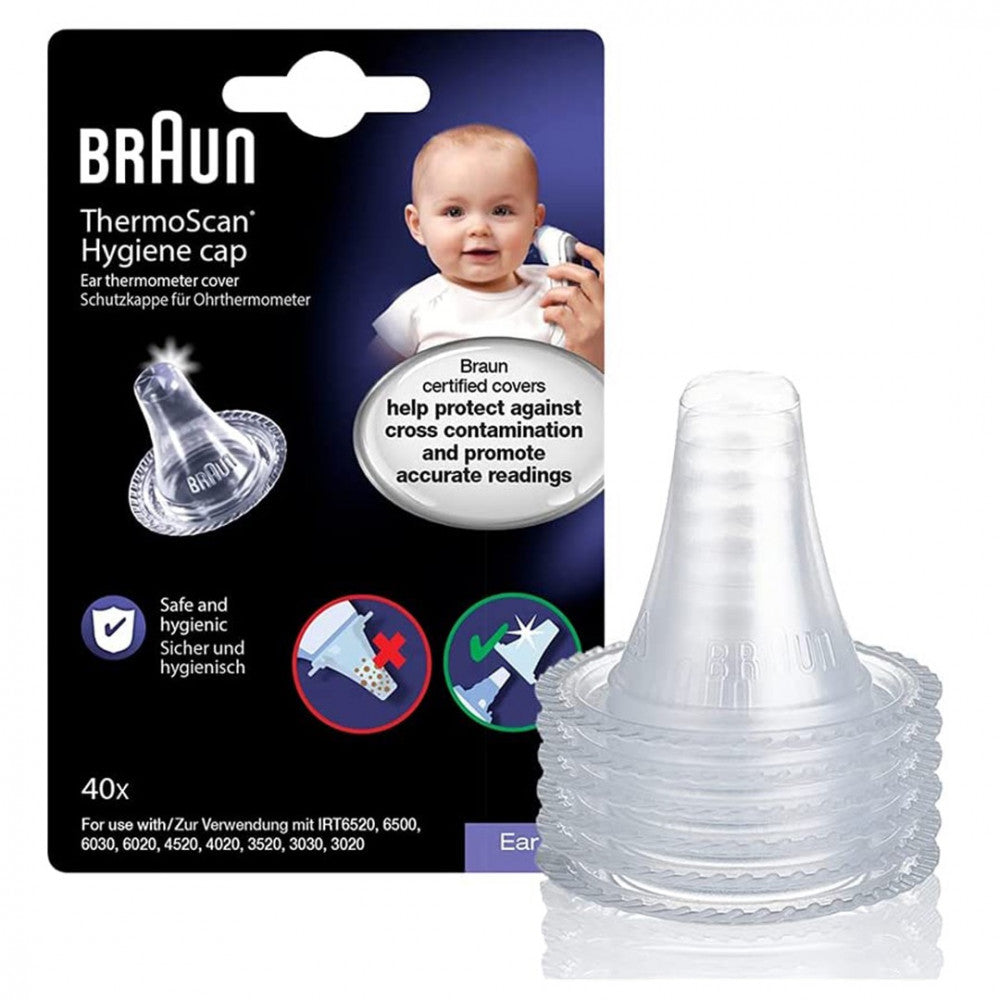 BRAUN
ThermoScan®
Hygiene cap
Ear thermometer cover
Schutzkappe für Ohrthermometer
Braun
certified covers
help protect against
cross contamination
and promote
accurate readings
BRAUN
Safe and
hygienic
Sicher und
hygienisch
40x
For use with/Zur Verwendung mit IRT6520, 6500,
6030, 6020, 4520, 4020, 3520, 3030, 3020
Ear
BRAUN